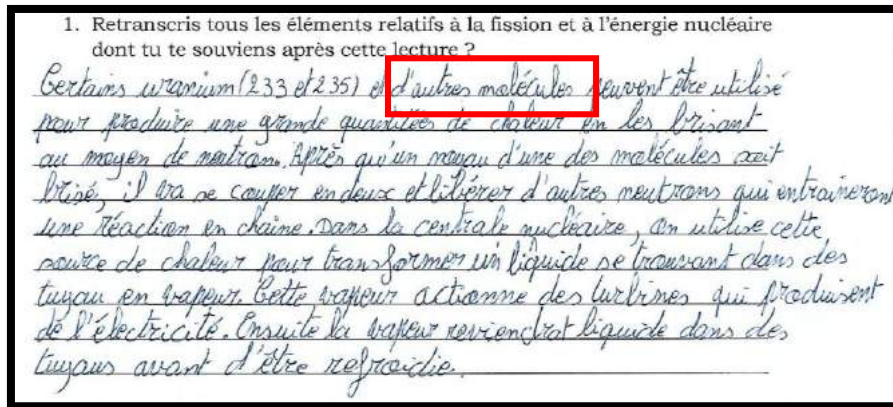 1. Retranscris tous les éléments relatifs à la fission et à l'énergie nucléaire
dont tu te souviens après cette lecture ?
Certains uranium (233 et 235) et d'autres molécules peuvent être utilisé
pour produire une grande quantitées de chaleur en les brisant
au moyen de neutron. Après qu'un noyau d'une des molécules soit
brisé, il va se couper en deux et libérer d'autres neutrons qui entraineront
une réaction en chaîne. Dans la centrale nucléaire, on utilise cette
source de chaleur pour transformer un liquide se trouvant dans des
tuyau en vapeur. Cette vapeur actionne des turbines qui produisent
de l'électricité. Ensuite la vapeur reviendrat liquide dans des
tuyaus avant d'être refroidie.